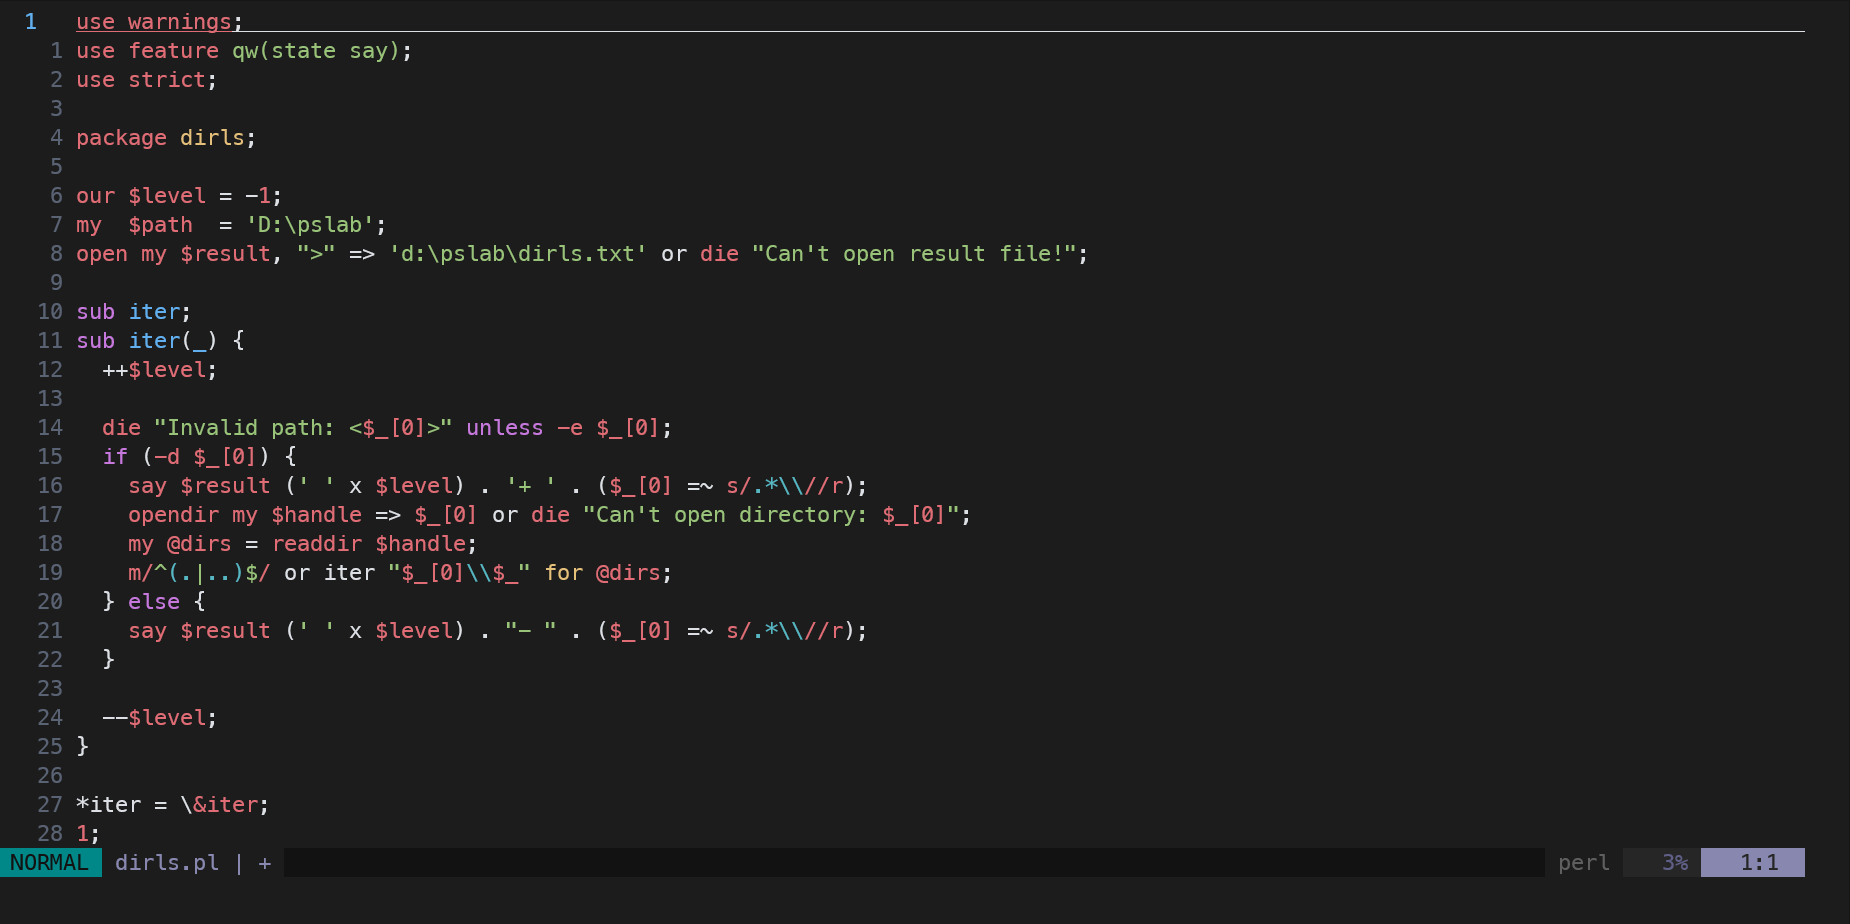 1   use warnings;
  1 use feature qw(state say);
  2 use strict;
  3
  4 package dirls;
  5
  6 our $level = -1;
  7 my  $path  = 'D:\pslab';
  8 open my $result, ">" => 'd:\pslab\dirls.txt' or die "Can't open result file!";
  9
 10 sub iter;
 11 sub iter(_) {
 12   ++$level;
 13
 14   die "Invalid path: <$_[0]>" unless -e $_[0];
 15   if (-d $_[0]) {
 16     say $result (' ' x $level) . '+ ' . ($_[0] =~ s/.*\\//r);
 17     opendir my $handle => $_[0] or die "Can't open directory: $_[0]";
 18     my @dirs = readdir $handle;
 19     m/^(.|..)$/ or iter "$_[0]\\$_" for @dirs;
 20   } else {
 21     say $result (' ' x $level) . "- " . ($_[0] =~ s/.*\\//r);
 22   }
 23
 24   --$level;
 25 }
 26
 27 *iter = \&iter;
 28 1;
NORMAL dirls.pl | + perl 3% 1:1